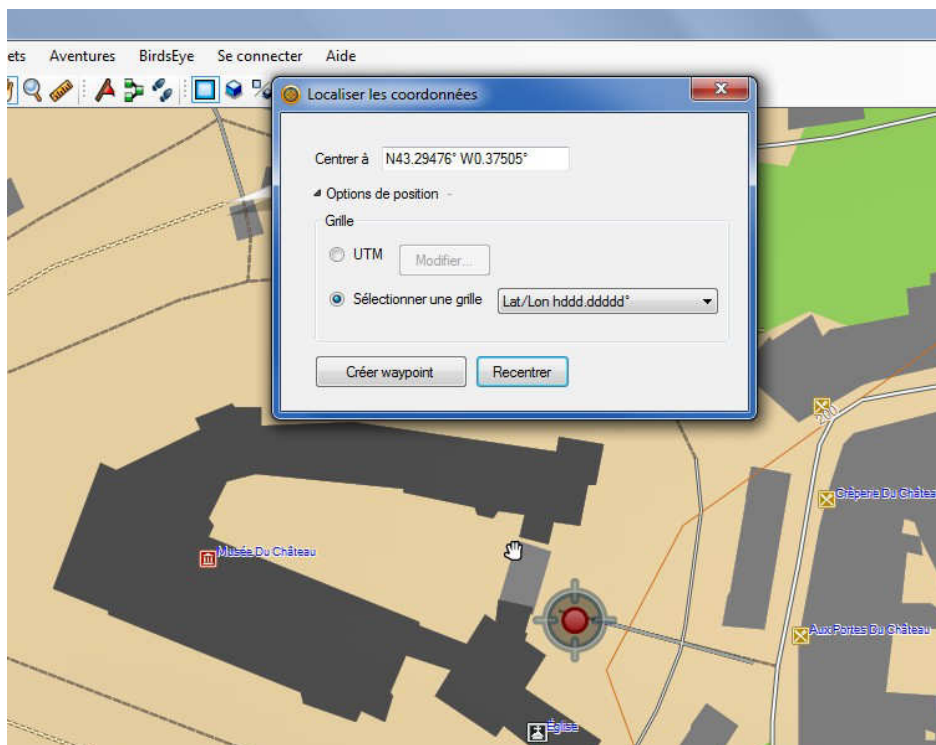 ets Aventures BirdsEye Se connecter Aide
Localiser les coordonnées
Centrer à N43.29476° W0.37505°
Options de position -
Grille
UTM Modifier...
Sélectionner une grille Lat/Lon hddd.ddddd°
Créer waypoint Recentrer
200
Crêperie Du Châtea
Musée Du Château
Aux Portes Du Château
Église